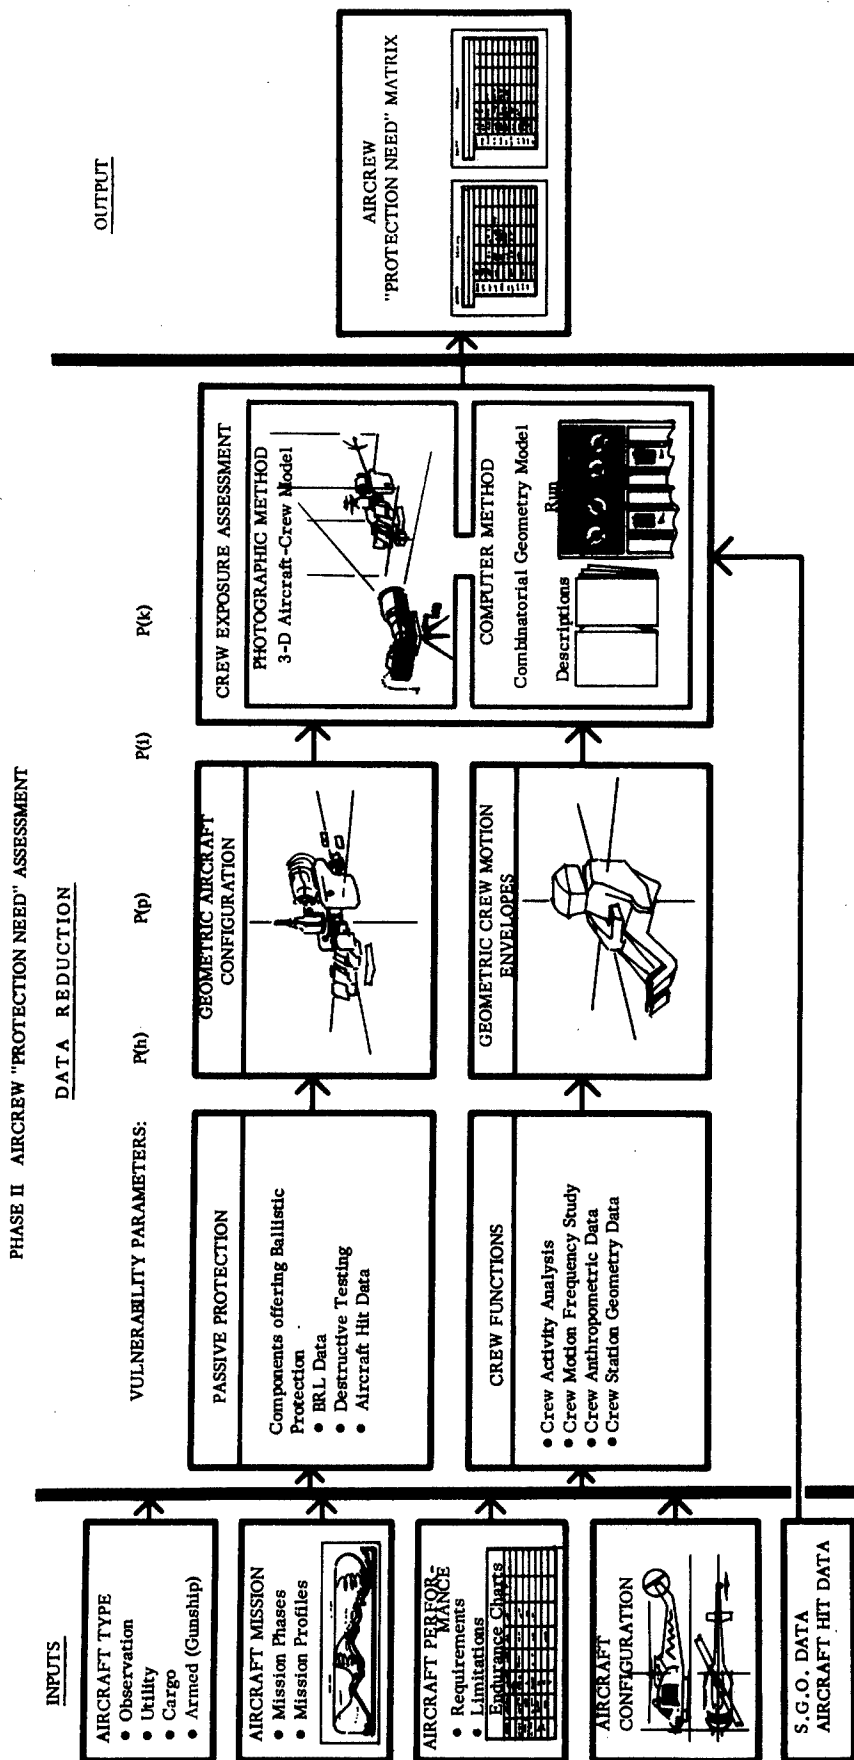 PHASE II AIRCREW "PROTECTION NEED" ASSESSMENT
INPUTS
DATA REDUCTION
OUTPUT
VULNERABILITY PARAMETERS:
P(h)
P(p)
P(i)
P(k)
AIRCRAFT TYPE
• Observation
• Utility
• Cargo
• Armed (Gunship)
AIRCRAFT MISSION
• Mission Phases
• Mission Profiles
AIRCRAFT PERFOR-
MANCE
• Requirements
• Limitations
Endurance Charts
AIRCRAFT
CONFIGURATION
S.G.O. DATA
AIRCRAFT HIT DATA
PASSIVE PROTECTION
Components offering Ballistic
Protection
• BRL Data
• Destructive Testing
• Aircraft Hit Data
CREW FUNCTIONS
• Crew Activity Analysis
• Crew Motion Frequency Study
• Crew Anthropometric Data
• Crew Station Geometry Data
GEOMETRIC AIRCRAFT
CONFIGURATION
GEOMETRIC CREW MOTION
ENVELOPES
CREW EXPOSURE ASSESSMENT
PHOTOGRAPHIC METHOD
3-D Aircraft-Crew Model
COMPUTER METHOD
Combinatorial Geometry Model
Descriptions
Run
AIRCREW
"PROTECTION NEED" MATRIX